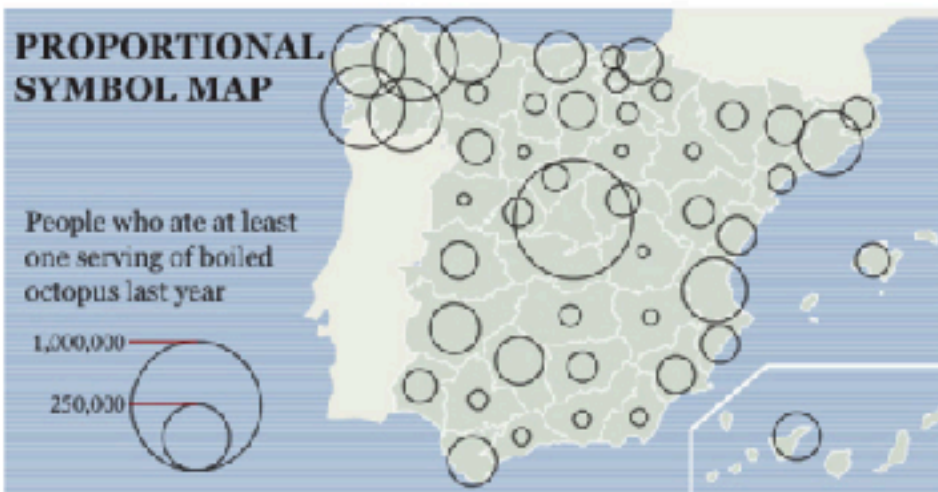 PROPORTIONAL
SYMBOL MAP
People who ate at least
one serving of boiled
octopus last year
1,000,000
250,000